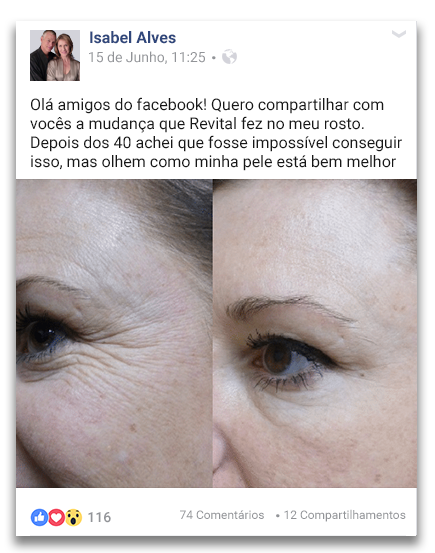 Isabel Alves
15 de Junho, 11:25 •
Olá amigos do facebook! Quero compartilhar com
vocês a mudança que Revital fez no meu rosto.
Depois dos 40 achei que fosse impossível conseguir
isso, mas olhem como minha pele está bem melhor
116
74 Comentários • 12 Compartilhamentos